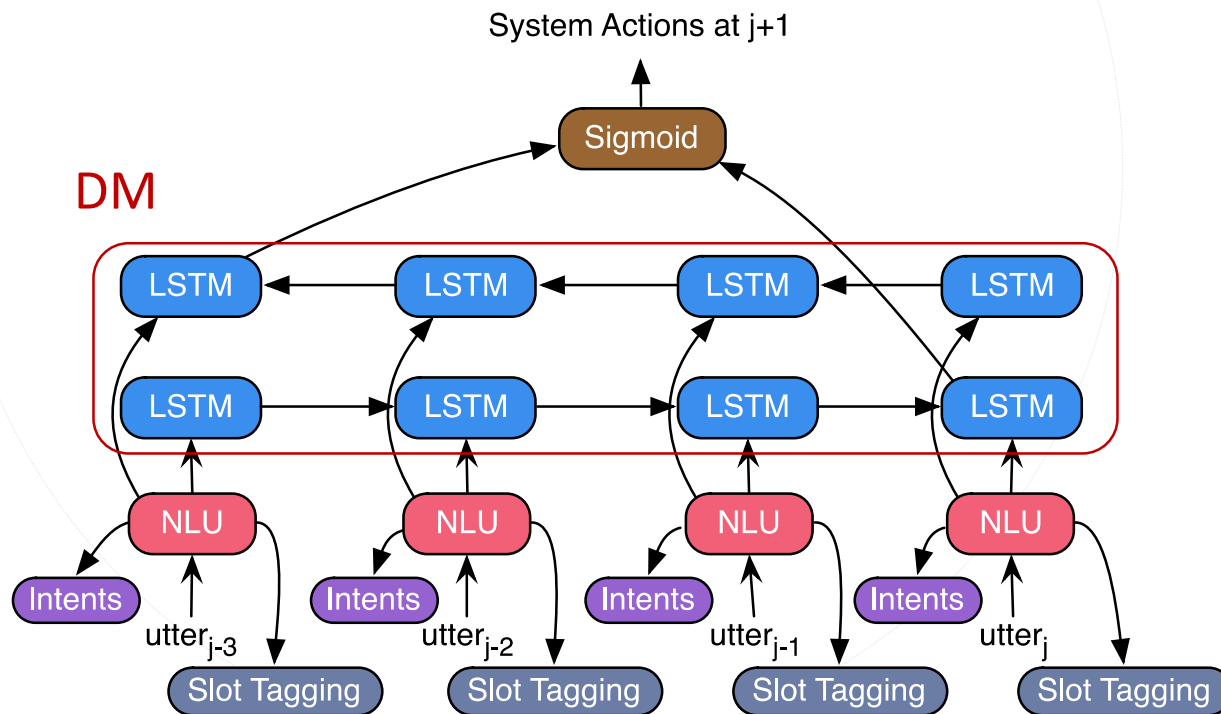 System Actions at j+1
Sigmoid
DM
LSTM LSTM LSTM LSTM
LSTM LSTM LSTM LSTM
NLU NLU NLU NLU
Intents Intents Intents Intents
utterj-3 utterj-2 utterj-1 utterj
Slot Tagging Slot Tagging Slot Tagging Slot Tagging